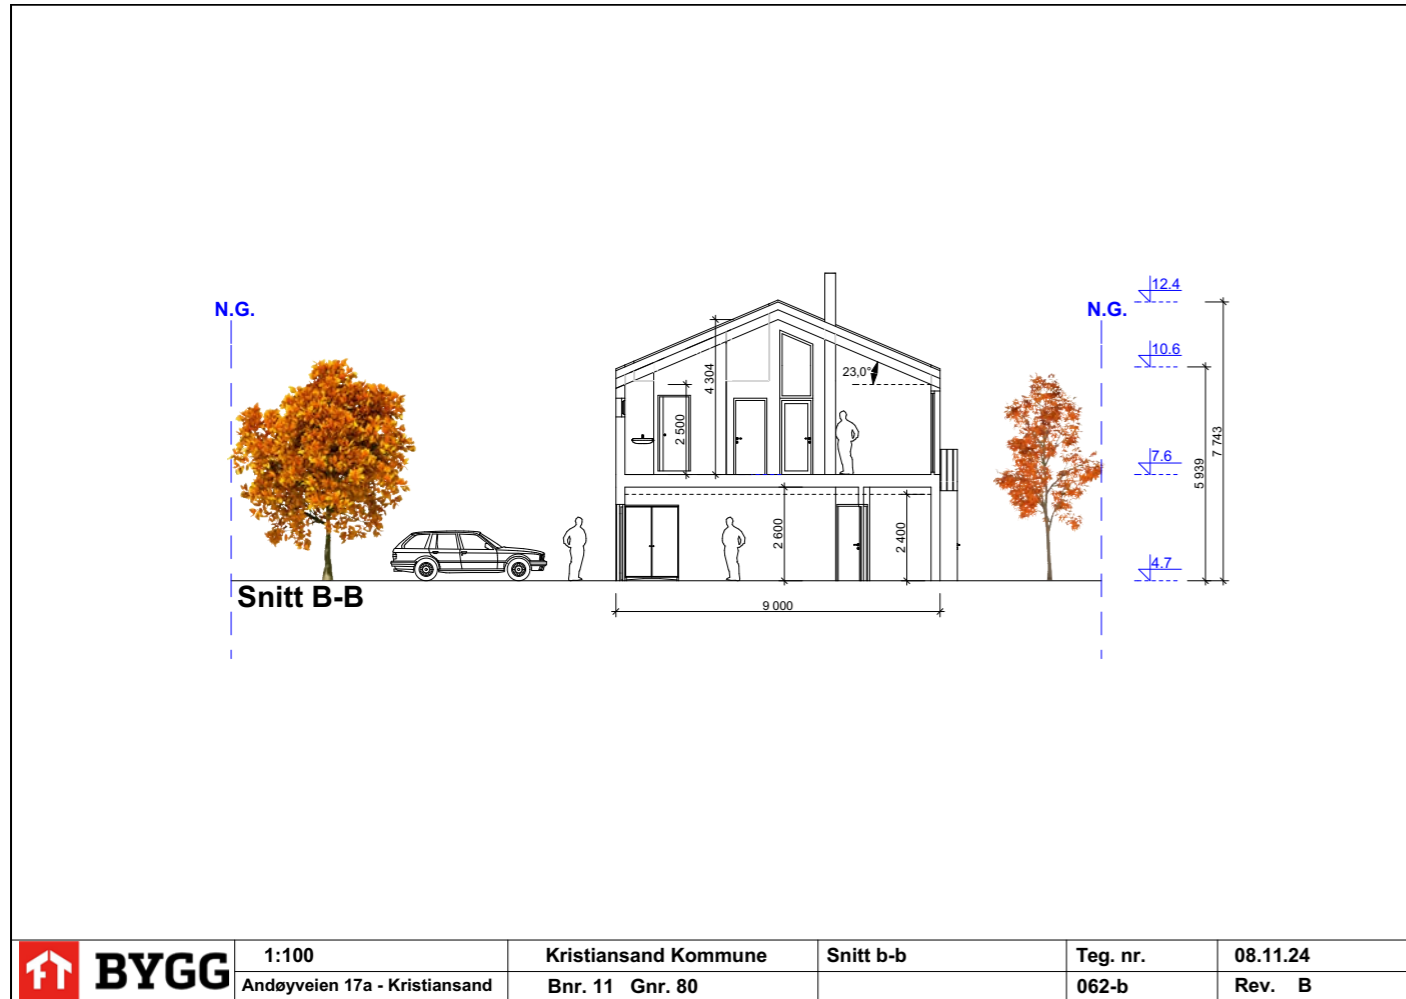 12.4
N.G.
N.G.
10.6
23,0°
4 304
2 500
7 743
5 939
7.6
2 600
2 400
4.7
Snitt B-B
9 000
FT BYGG
1:100
Kristiansand Kommune
Snitt b-b
Teg. nr.
08.11.24
Andøyveien 17a - Kristiansand
Bnr. 11 Gnr. 80
062-b
Rev. B